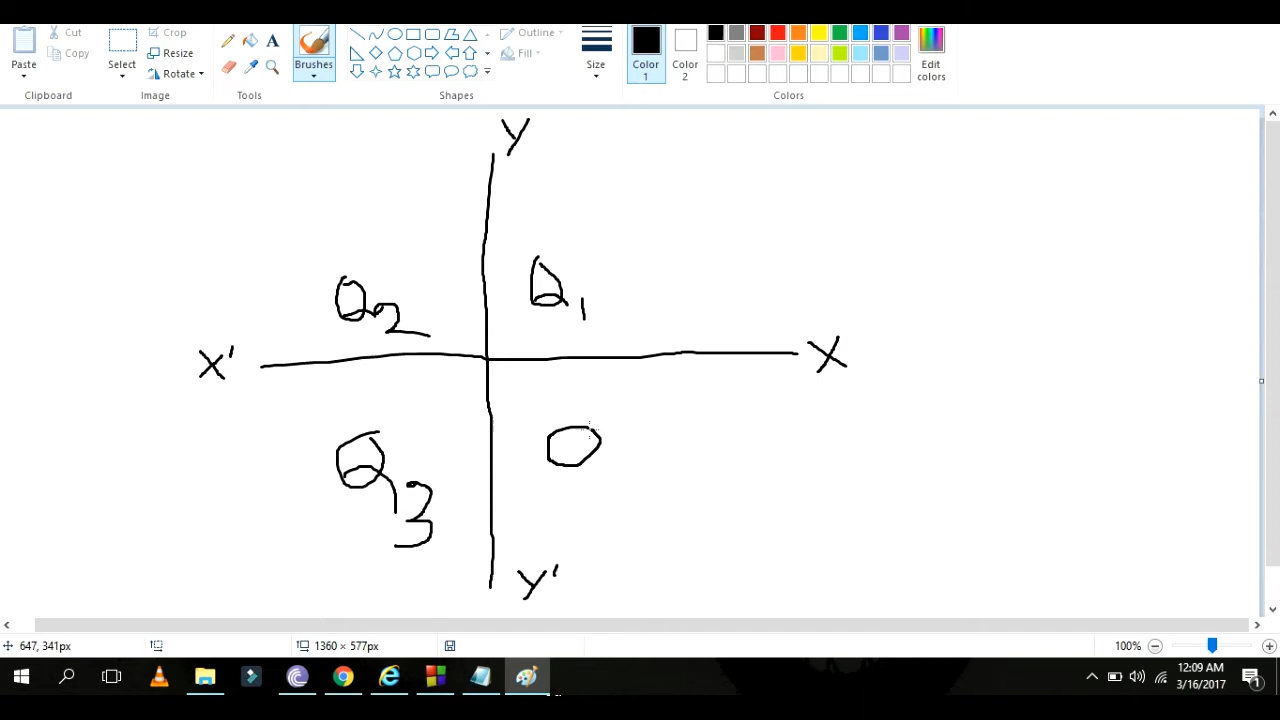 Cut
Crop
Outline
Copy
Resize
Fill
Paste
Select
Rotate
Brushes
Size
Color
1
Color
2
Edit
colors
Clipboard
Image
Tools
Shapes
Colors
Y
Q2
Q1
X'
X
Q3
Y'
647, 341px
1360 × 577px
100%
12:09 AM
3/16/2017
1